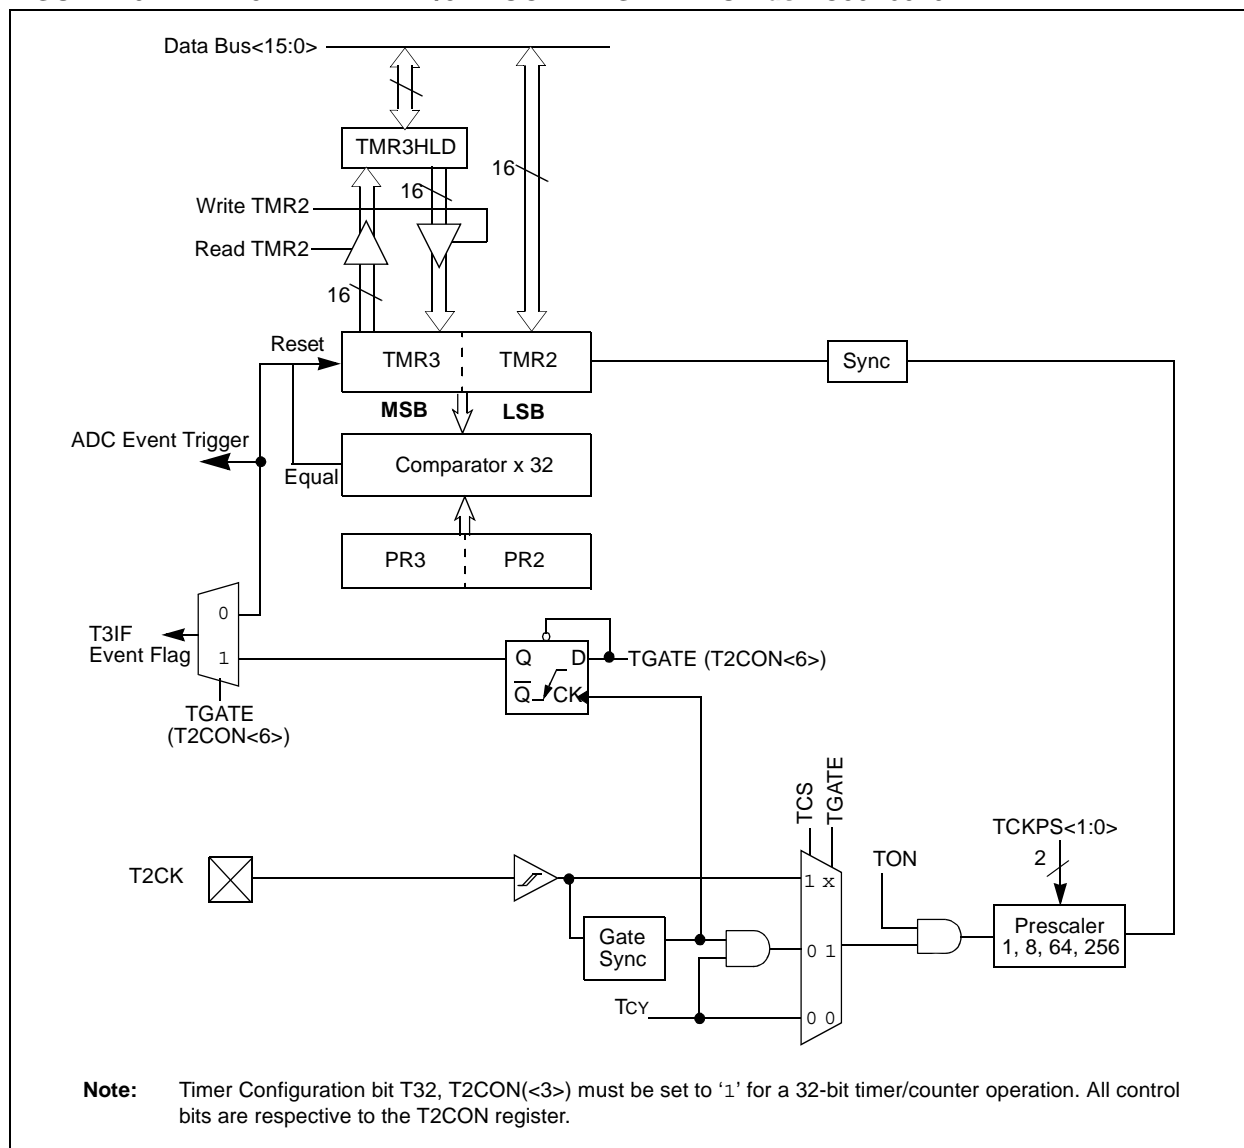 Data Bus<15:0>
TMR3HLD
16
16
Write TMR2
Read TMR2
16
Reset
TMR3
TMR2
Sync
MSB
LSB
ADC Event Trigger
Equal
Comparator x 32
PR3
PR2
0
T3IF
Event Flag
1
Q
D
TGATE (T2CON<6>)
Q
CK
TGATE
(T2CON<6>)
TCS
TGATE
TCKPS<1:0>
2
TON
T2CK
1 x
Gate
Sync
0 1
Prescaler
1, 8, 64, 256
TCY
0 0
Note: Timer Configuration bit T32, T2CON(<3>) must be set to ‘1’ for a 32-bit timer/counter operation. All control
bits are respective to the T2CON register.